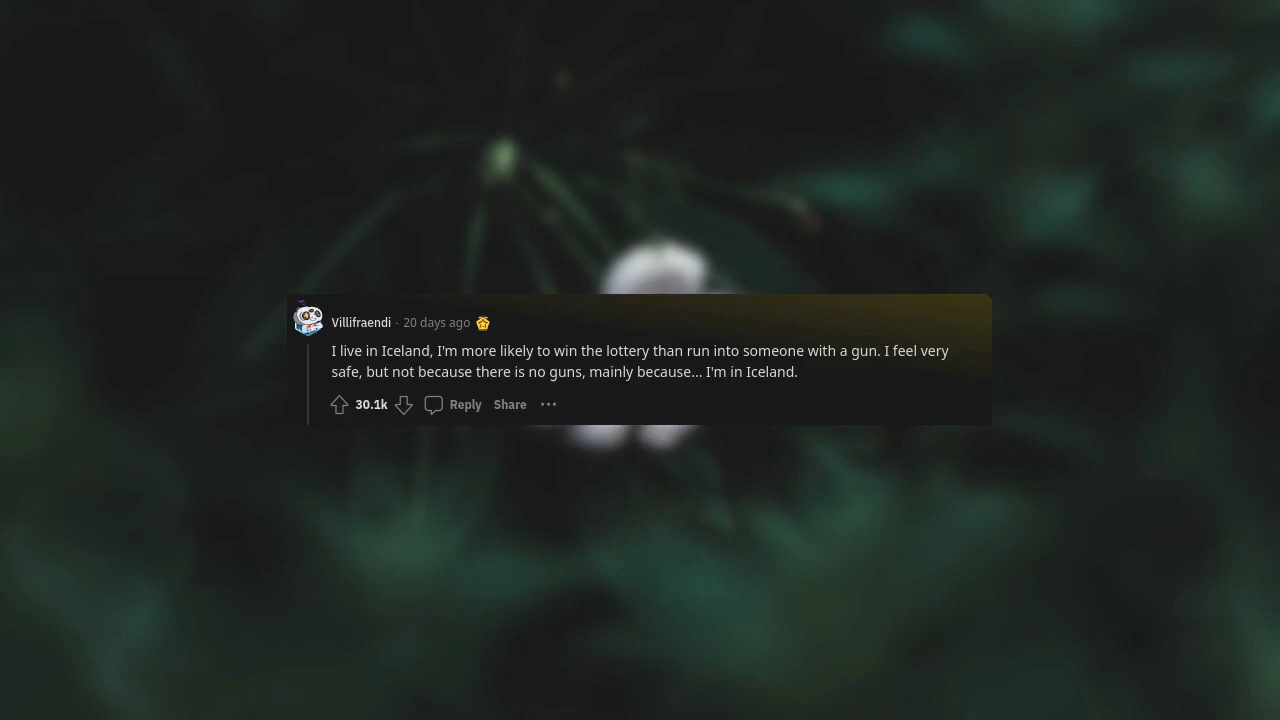 Villifraendi · 20 days ago
I live in Iceland, I'm more likely to win the lottery than run into someone with a gun. I feel very
safe, but not because there is no guns, mainly because... I'm in Iceland.
30.1k Reply Share ···